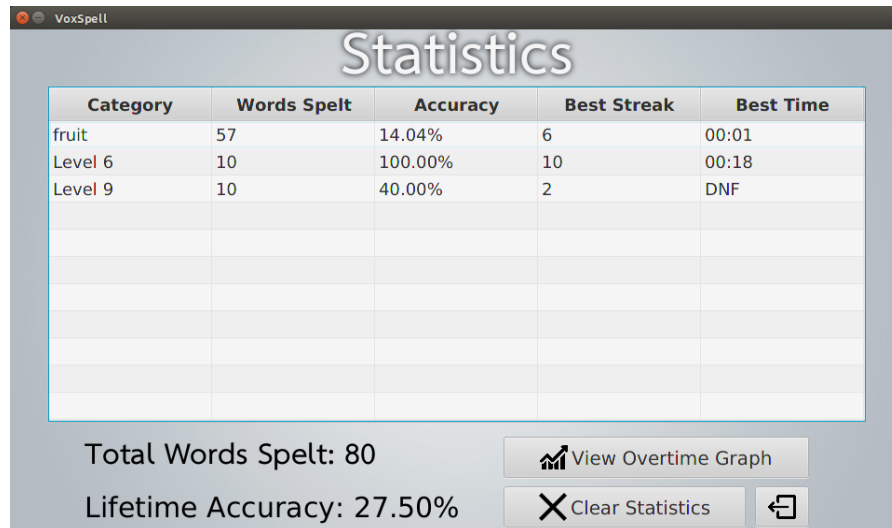 VoxSpell
Statistics
Category Words Spelt Accuracy Best Streak Best Time
fruit 57 14.04% 6 00:01
Level 6 10 100.00% 10 00:18
Level 9 10 40.00% 2 DNF
Total Words Spelt: 80
View Overtime Graph
Lifetime Accuracy: 27.50%
Clear Statistics